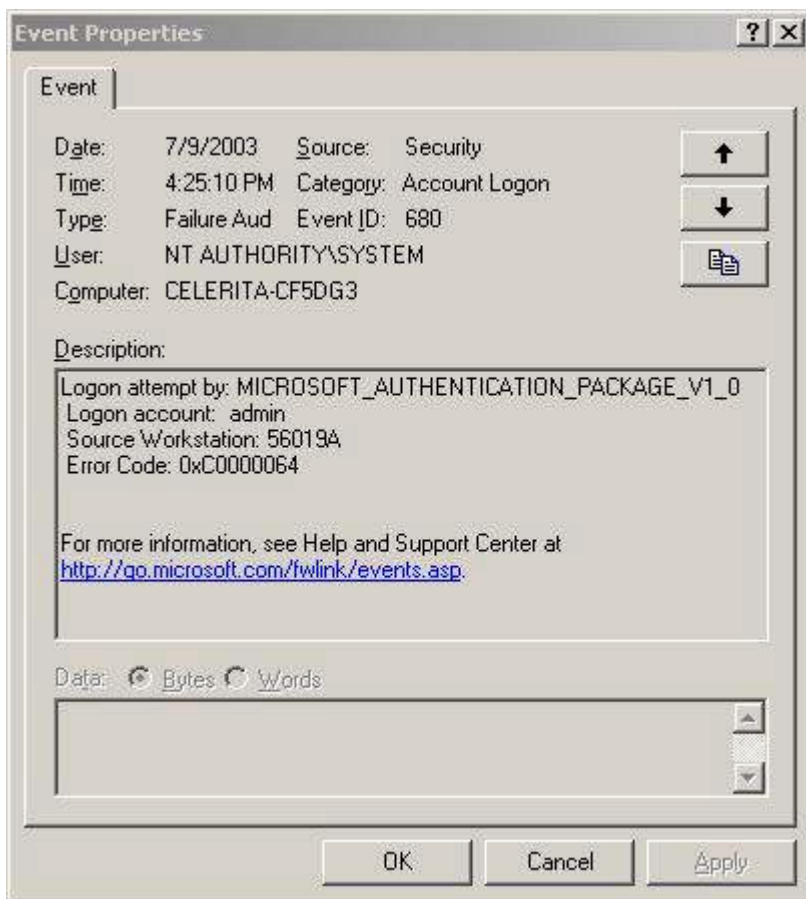 Event Properties
Event
Date: 7/9/2003 Source: Security
Time: 4:25:10 PM Category: Account Logon
Type: Failure Aud Event ID: 680
User: NT AUTHORITY\SYSTEM
Computer: CELERITA-CF5DG3
Description:
Logon attempt by: MICROSOFT_AUTHENTICATION_PACKAGE_V1_0
Logon account: admin
Source Workstation: 56019A
Error Code: 0xC0000064
For more information, see Help and Support Center at
http://go.microsoft.com/fwlink/events.asp.
Data: Bytes Words
OK Cancel Apply